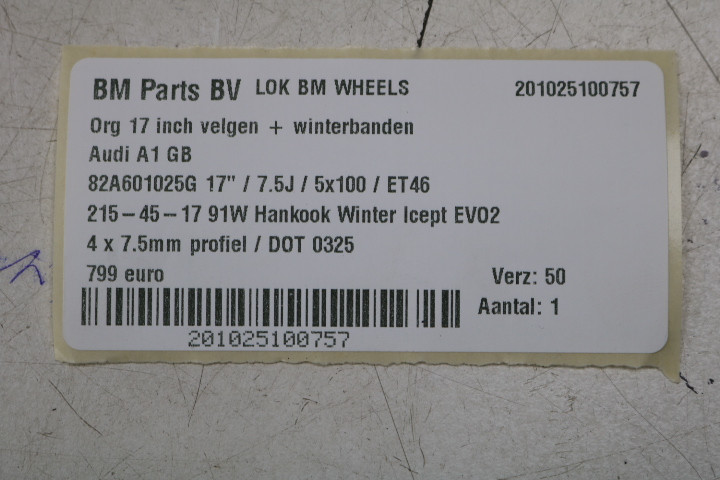 BM Parts BV LOK BM WHEELS 201025100757
Org 17 inch velgen + winterbanden
Audi A1 GB
82A601025G 17" / 7.5J / 5x100 / ET46
215-45-17 91W Hankook Winter Icept EVO2
4 x 7.5mm profiel / DOT 0325
799 euro Verz: 50
Aantal: 1
201025100757